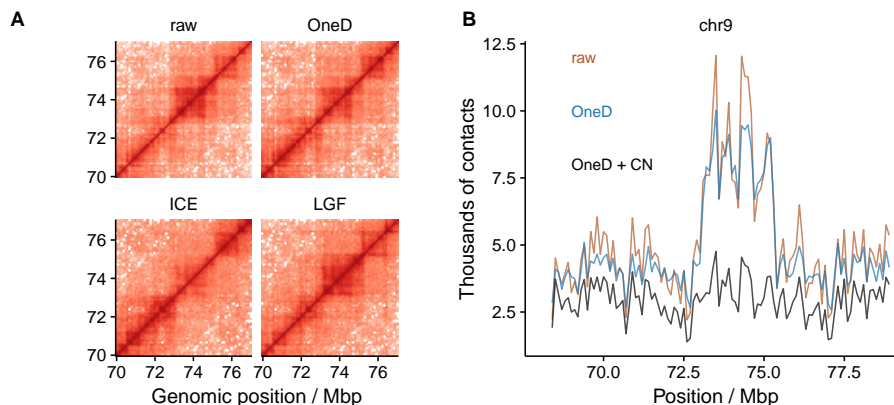 A
raw
OneD
76
74
72
70
ICE
LGF
76
74
72
70
70 72 74 76 70 72 74 76
Genomic position / Mbp
B
chr9
12.5
10.0
7.5
5.0
2.5
Thousands of contacts
raw
OneD
OneD + CN
70.0 72.5 75.0 77.5
Position / Mbp